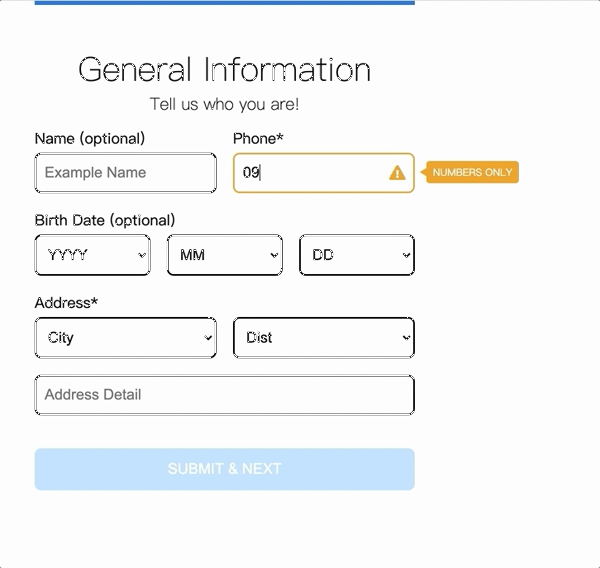 General Information
Tell us who you are!
Name (optional) Phone*
Example Name 09 NUMBERS ONLY
Birth Date (optional)
YYYY MM DD
Address*
City Dist
Address Detail
SUBMIT & NEXT